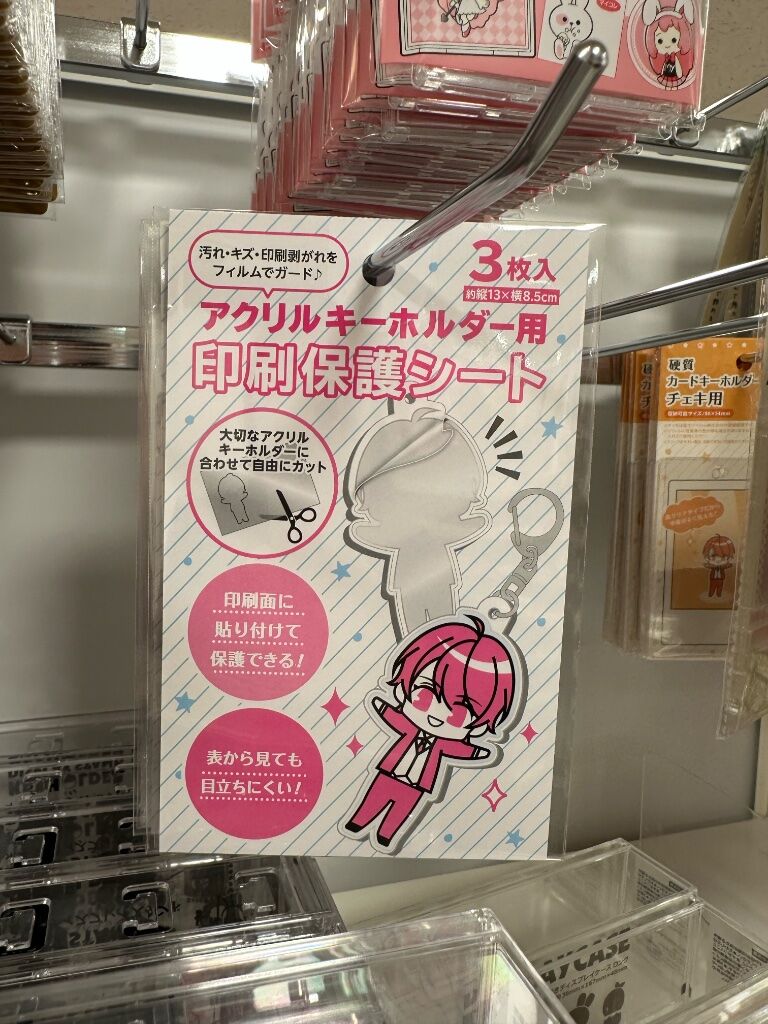 マイコレ
汚れ・キズ・印刷剥がれを
フィルムでガード♪
3枚入
約縦13×横8.5cm
アクリルキーホルダー用
印刷保護シート
大切なアクリル
キーホルダーに
合わせて自由にカット
印刷面に
貼り付けて
保護できる!
表から見ても
目立ちにくい!
硬質
カードキーホルダー
チェキ用